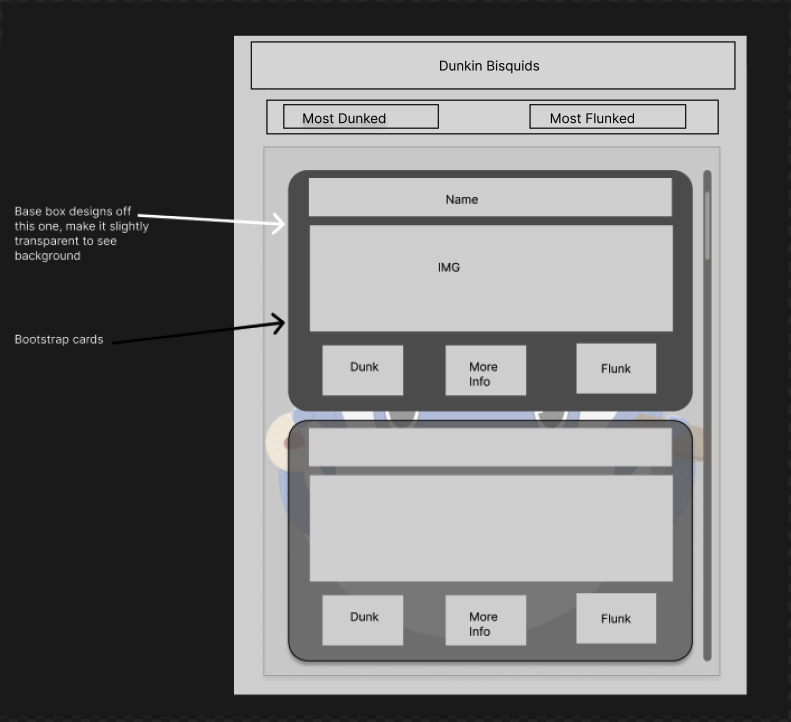 Dunkin Bisquids
Most Dunked
Most Flunked
Base box designs off
this one, make it slightly
transparent to see
background
Bootstrap cards
Name
IMG
Dunk
More
Info
Flunk
Dunk
More
Info
Flunk